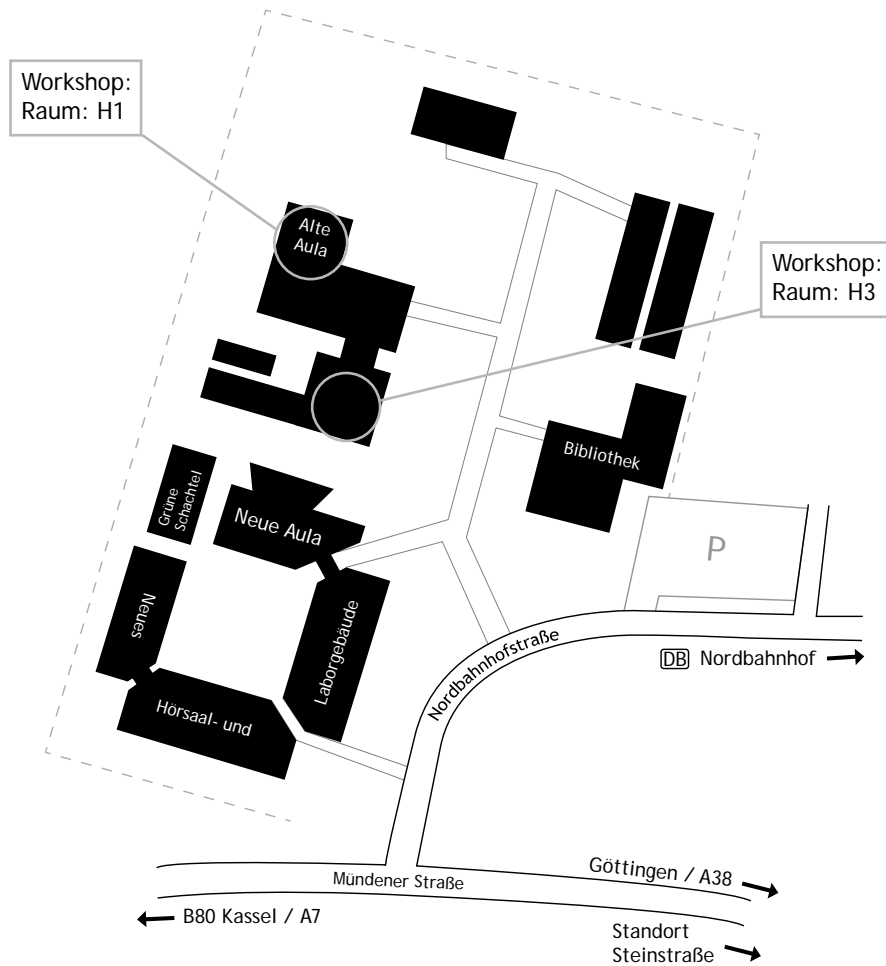 Workshop:
Raum: H1
Alte
Aula
Workshop:
Raum: H3
Bibliothek
Grüne
Schachtel
Neue Aula
P
Neues
Laborgebäude
Nordbahnhofstraße
DB Nordbahnhof
Hörsaal- und
Göttingen / A38
Mündener Straße
B80 Kassel / A7
Standort
Steinstraße